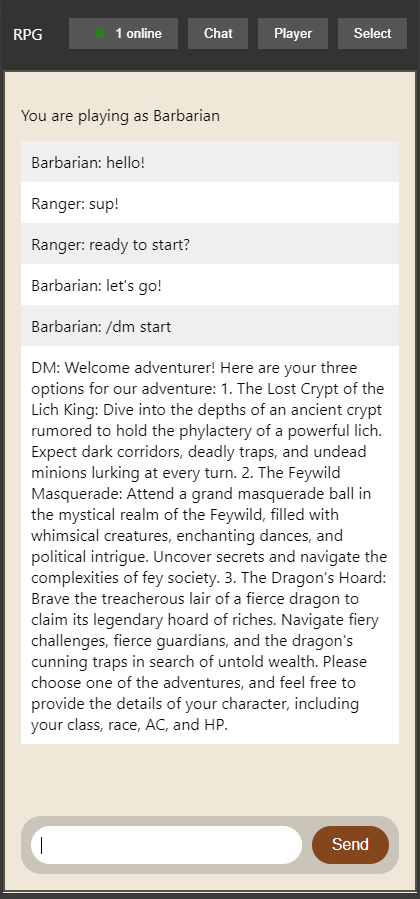 RPG
1 online
Chat
Player
Select
You are playing as Barbarian
Barbarian: hello!
Ranger: sup!
Ranger: ready to start?
Barbarian: let's go!
Barbarian: /dm start
DM: Welcome adventurer! Here are your three
options for our adventure: 1. The Lost Crypt of the
Lich King: Dive into the depths of an ancient crypt
rumored to hold the phylactery of a powerful lich.
Expect dark corridors, deadly traps, and undead
minions lurking at every turn. 2. The Feywild
Masquerade: Attend a grand masquerade ball in
the mystical realm of the Feywild, filled with
whimsical creatures, enchanting dances, and
political intrigue. Uncover secrets and navigate the
complexities of fey society. 3. The Dragon's Hoard:
Brave the treacherous lair of a fierce dragon to
claim its legendary hoard of riches. Navigate fiery
challenges, fierce guardians, and the dragon's
cunning traps in search of untold wealth. Please
choose one of the adventures, and feel free to
provide the details of your character, including
your class, race, AC, and HP.
Send